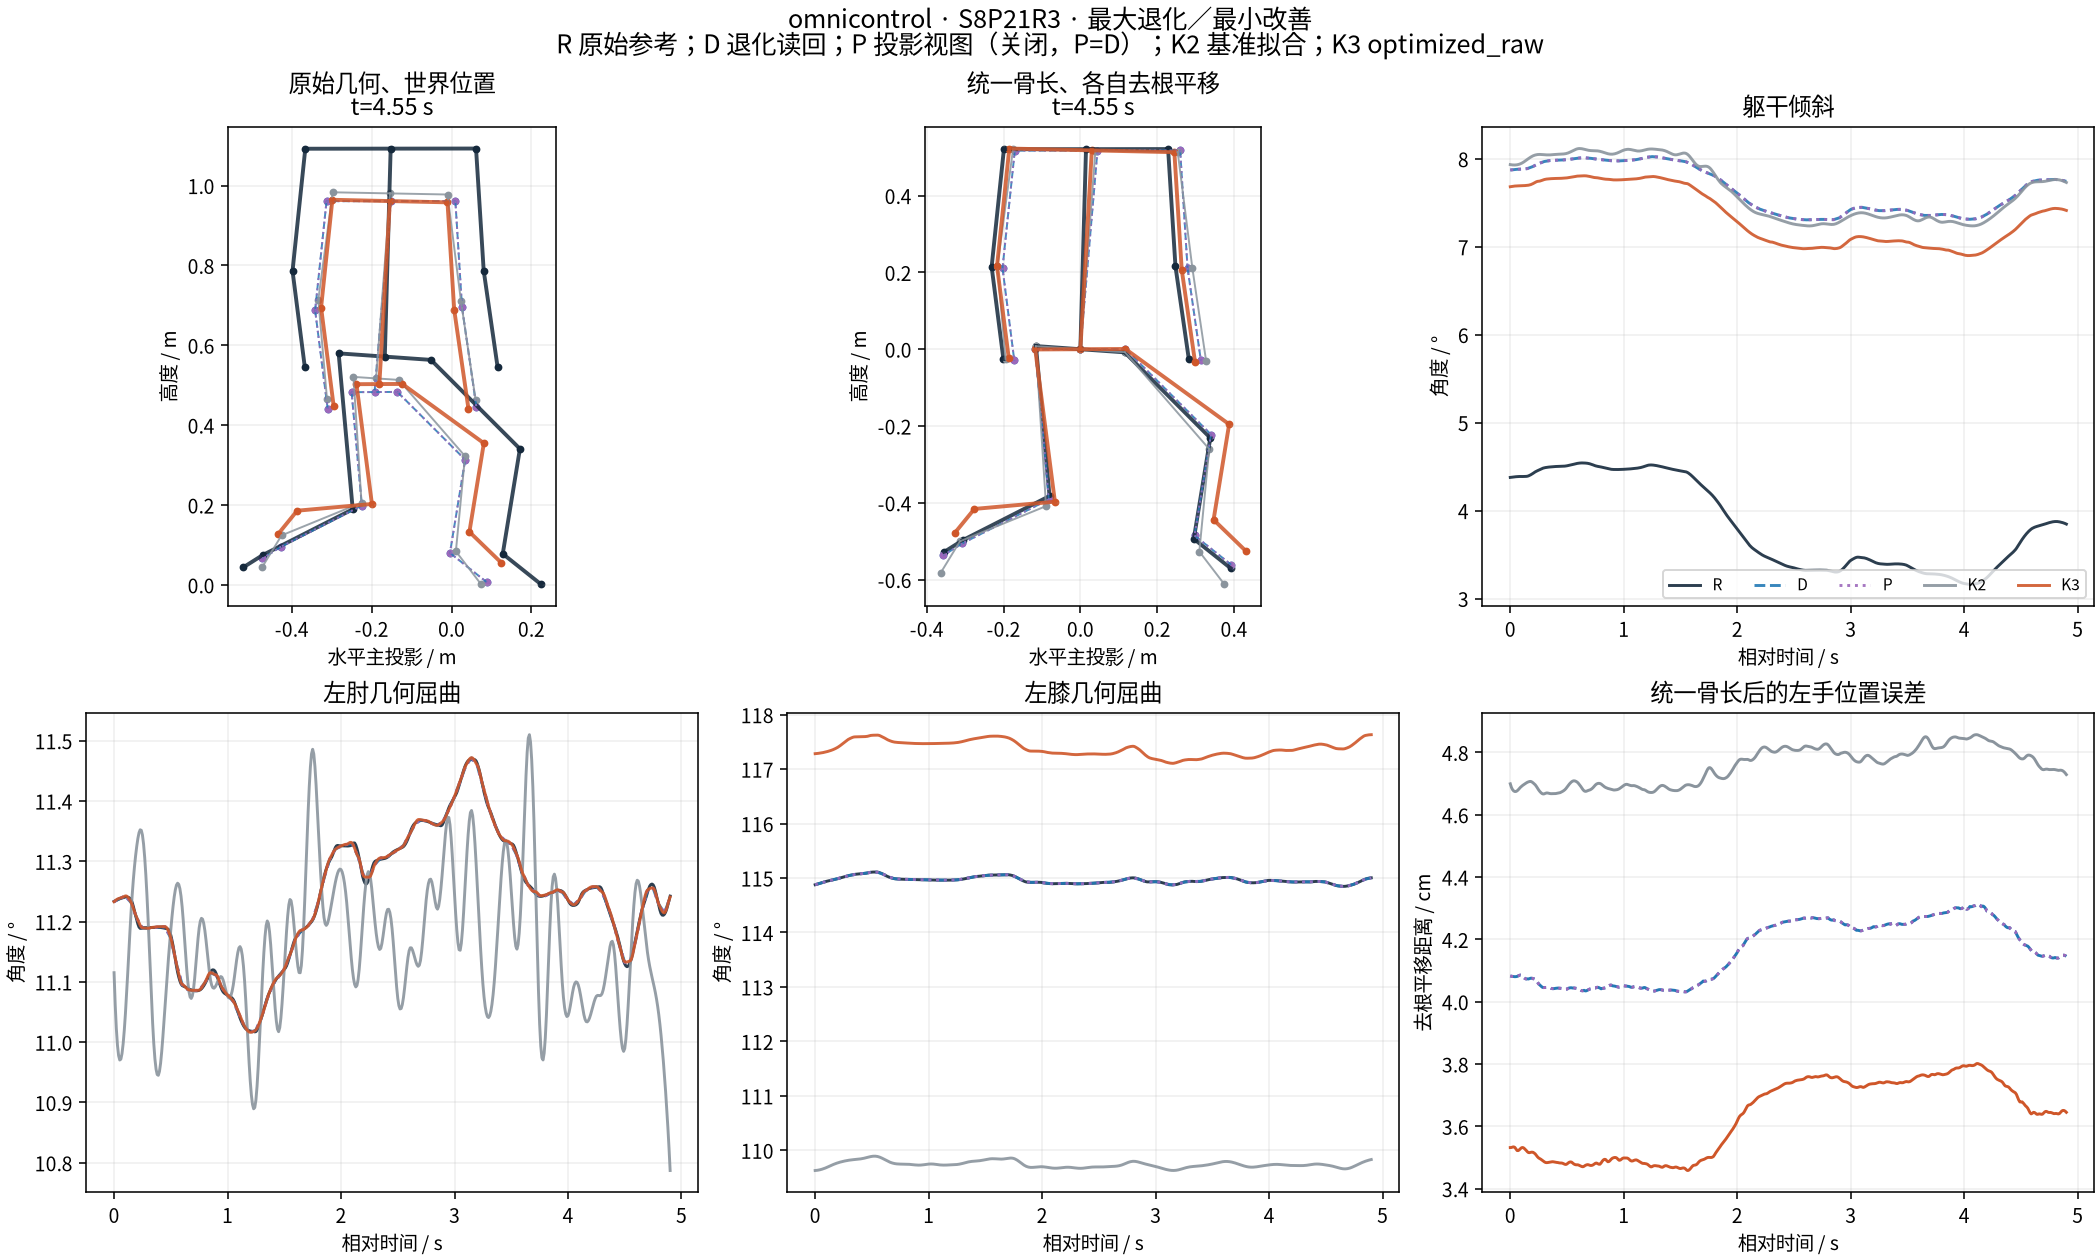 omnicontrol · S8P21R3 · 最大退化／最小改善
R 原始参考；D 退化读回；P 投影视图（关闭，P=D）；K2 基准拟合；K3 optimized_raw
原始几何、世界位置
t=4.55 s
高度 / m
1.0
0.8
0.6
0.4
0.2
0.0
-0.4
-0.2
0.0
0.2
水平主投影 / m
统一骨长、各自去根平移
t=4.55 s
高度 / m
0.4
0.2
0.0
-0.2
-0.4
-0.6
-0.4
-0.2
0.0
0.2
0.4
水平主投影 / m
躯干倾斜
角度 / °
8
7
6
5
4
3
R
D
P
K2
K3
0
1
2
3
4
5
相对时间 / s
左肘几何屈曲
角度 / °
11.5
11.4
11.3
11.2
11.1
11.0
10.9
10.8
0
1
2
3
4
5
相对时间 / s
左膝几何屈曲
角度 / °
118
117
116
115
114
113
112
111
110
0
1
2
3
4
5
相对时间 / s
统一骨长后的左手位置误差
去根平移距离 / cm
4.8
4.6
4.4
4.2
4.0
3.8
3.6
3.4
0
1
2
3
4
5
相对时间 / s